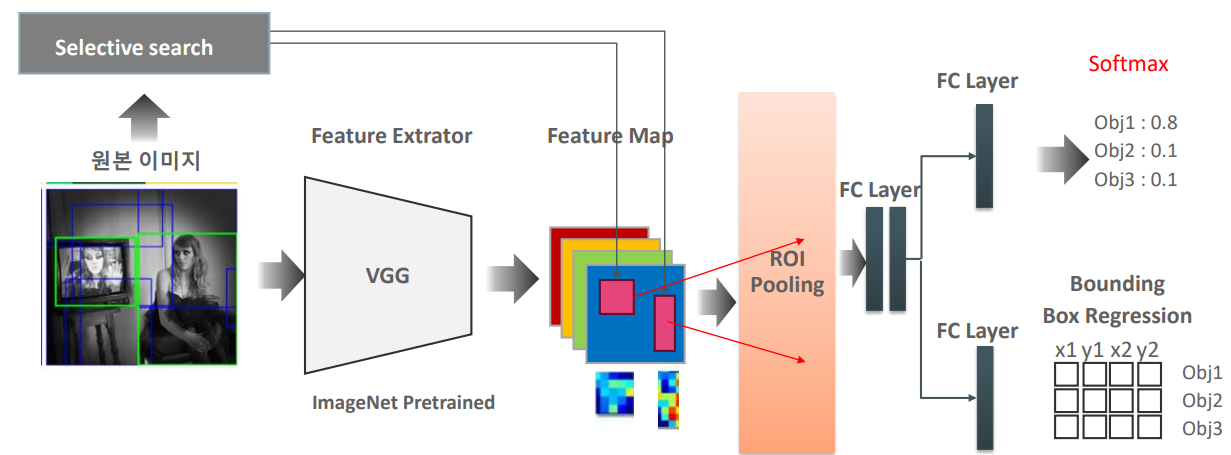 Selective search
원본 이미지
Feature Extrator
VGG
ImageNet Pretrained
Feature Map
ROI
Pooling
FC Layer
FC Layer
Softmax
Obj1 : 0.8
Obj2 : 0.1
Obj3 : 0.1
FC Layer
Bounding
Box Regression
x1 y1 x2 y2
Obj1
Obj2
Obj3